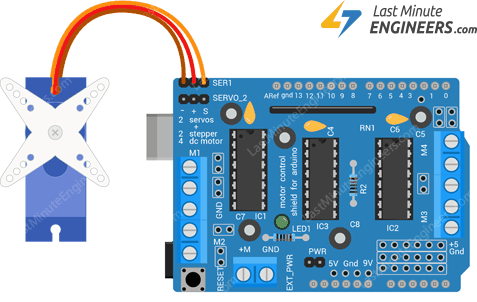 Last Minute
ENGINEERS.com
SER1
SERVO_2
ARef gnd 13 12 11 10 9 8 7 6 5 4 3 1 0
- + S
2 servos
+
2 stepper
4 dc motor
M1
GND
M2
RESET
IC1
C7
+M GND
EXT_PWR
LED1
motor control
shield for arduino
C4
IC3
R2
RN1
C6
C5
IC2
C8
PWR
5V Gnd 9V
M4
M3
+5
Gnd